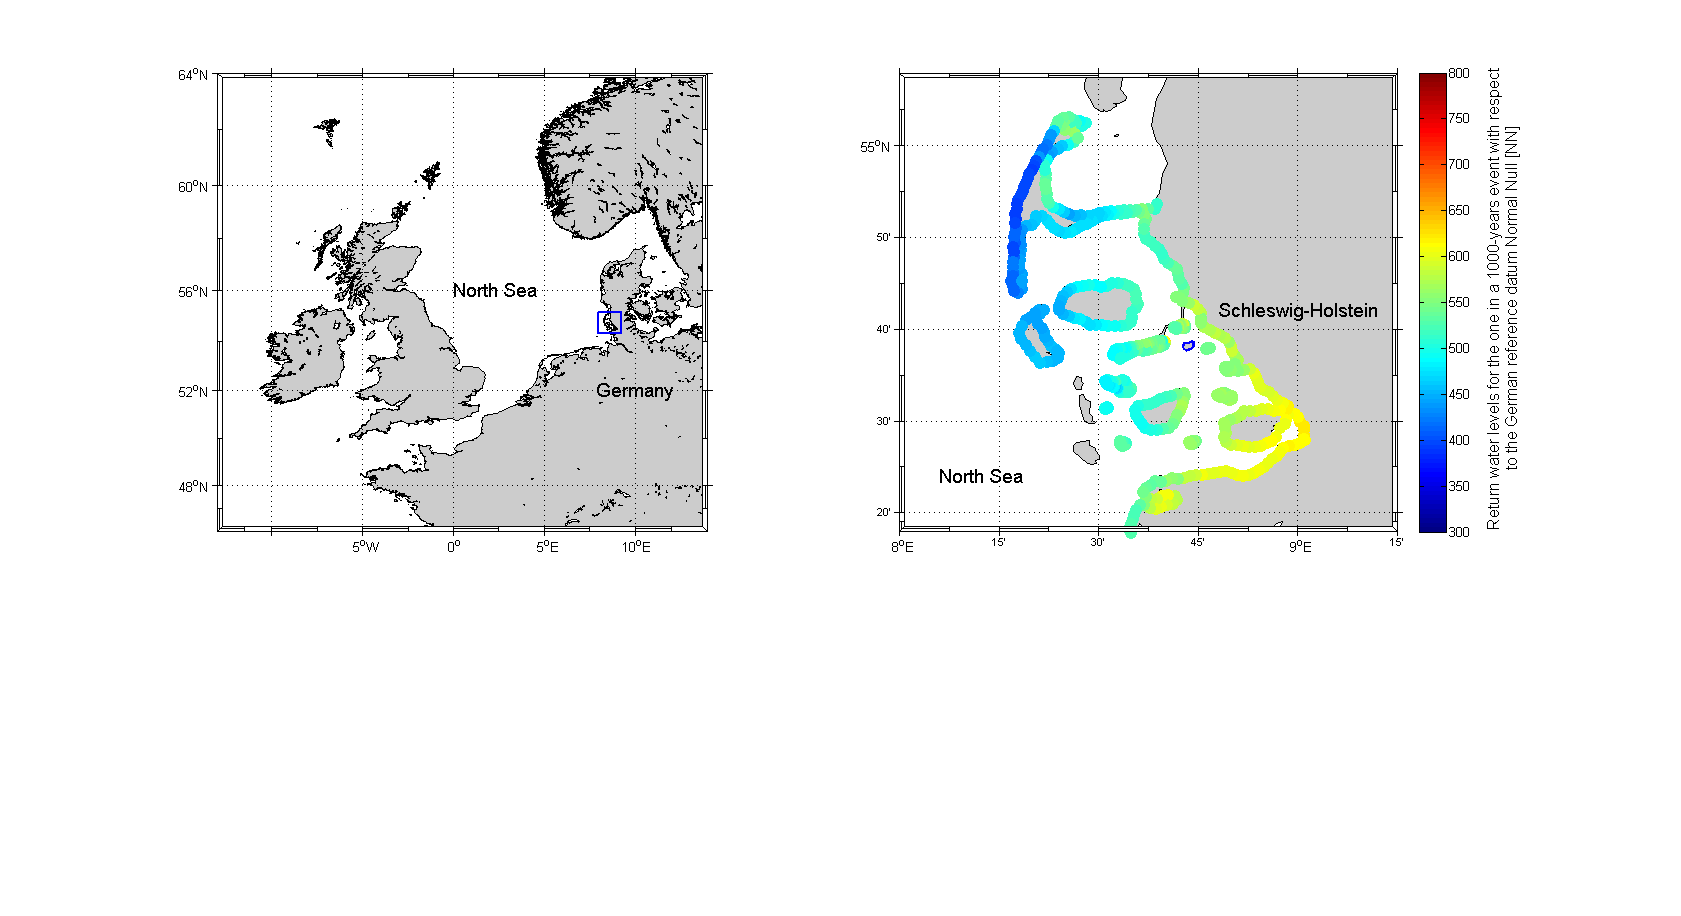 64°N
60°N
56°N
52°N
48°N
5°W
0°
5°E
10°E
North Sea
Germany
55°N
50'
40'
30'
20'
8°E
15'
30'
45'
9°E
15'
Schleswig-Holstein
North Sea
800
750
700
650
600
550
500
450
400
350
300
Return water levels for the one in a 1000-years event with respect
to the German reference datum Normal Null [NN]